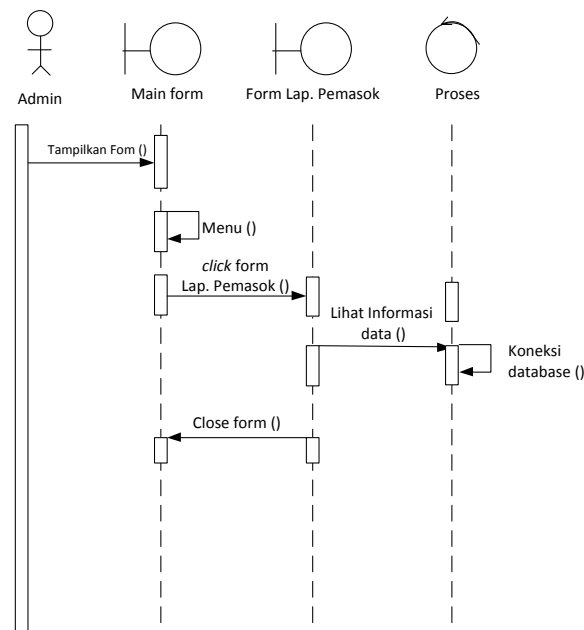 Admin
Main form
Form Lap. Pemasok
Proses
Tampilkan Fom ()
Menu ()
click form
Lap. Pemasok ()
Lihat Informasi
data ()
Koneksi
database ()
Close form ()